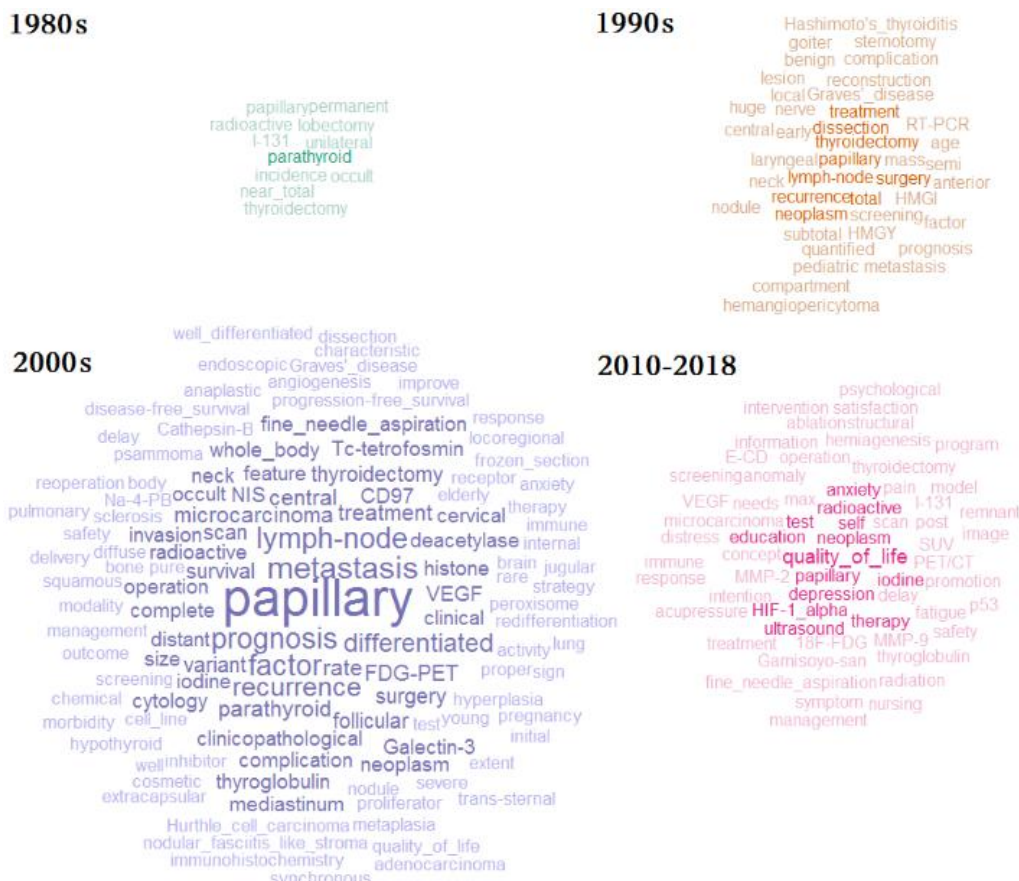 1980s
papillary permanent
radioactive lobectomy
I-131 unilateral
parathyroid
incidence occult
near_total
thyroidectomy
1990s
Hashimoto's_thyroiditis
goiter sternotomy
benign complication
lesion reconstruction
local Graves'_disease
huge nerve treatment
central early dissection RT-PCR
thyroidectomy age
laryngeal papillary mass semi
neck lymph-node surgery anterior
recurrence total HMGI
nodule neoplasm screening factor
subtotal HMGY
quantified prognosis
pediatric metastasis
compartment
hemangiopericytoma
2000s
well_differentiated dissection
characteristic
endoscopic Graves'_disease
anaplastic angiogenesis improve
disease-free_survival progression-free_survival
delay Cathepsin-B fine_needle_aspiration response
psammoma whole_body Tc-tetrofosmin locoregional
neck feature thyroidectomy frozen_section
reoperation body occult NIS central CD97 receptor anxiety
Na-4-PB elderly
pulmonary sclerosis microcarcinoma treatment cervical therapy
safety invasion scan lymph-node deacetylase immune
delivery diffuse radioactive internal
bone pure survival metastasis histone brain jugular
squamous operation rare strategy
modality complete papillary VEGF peroxisome
clinical redifferentiation
management distant prognosis differentiated activity lung
outcome size variant factor rate FDG-PET proper sign
screening iodine recurrence surgery
chemical cytology parathyroid hyperplasia
morbidity cell_line follicular test young pregnancy
hypothyroid clinicopathological Galectin-3 initial
well inhibitor complication neoplasm extent
cosmetic thyroglobulin nodule severe
extracapsular mediastinum proliferator trans-sternal
Hurthle_cell_carcinoma metaplasia
nodular_fasciitis_like_stroma quality_of_life
immunohistochemistry adenocarcinoma
synchronous
2010-2018
psychological
intervention satisfaction
ablation structural
information hemiagenesis program
E-CD operation
screening anomaly thyroidectomy
anxiety pain model
VEGF needs max radioactive I-131 remnant
microcarcinoma test self scan post
distress education neoplasm SUV image
immune concept quality_of_life PET/CT
response MMP-2 papillary iodine promotion
intention depression delay
acupressure HIF-1_alpha fatigue p53
ultrasound therapy safety
treatment 18F-FDG MMP-9
Gamisoyo-san thyroglobulin
fine_needle_aspiration radiation
symptom nursing
management